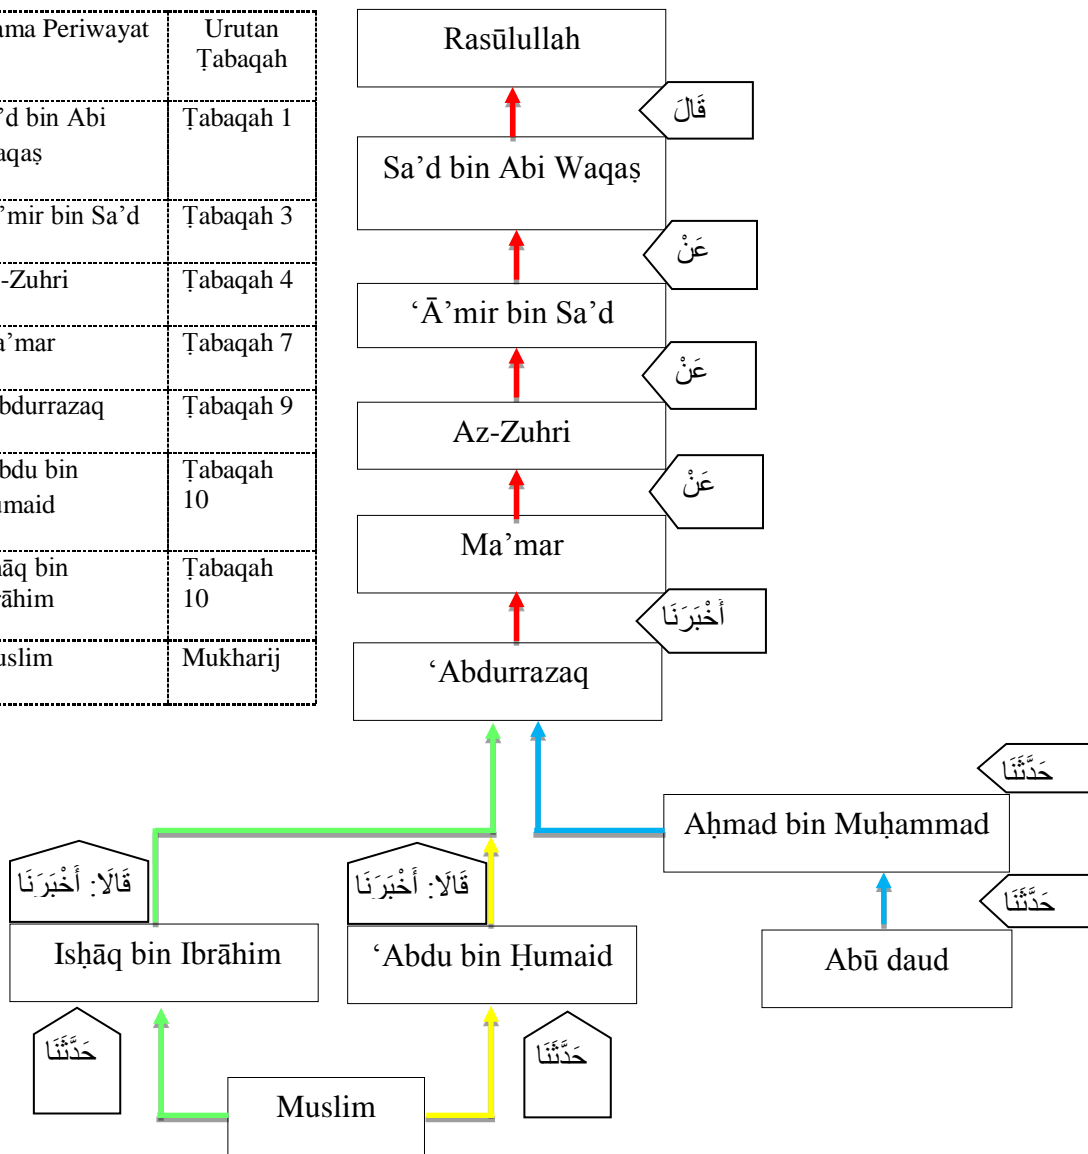 ama Periwayat
Urutan
Ṭabaqah
’d bin Abi
aqaṣ
Ṭabaqah 1
’mir bin Sa’d
Ṭabaqah 3
-Zuhri
Ṭabaqah 4
a’mar
Ṭabaqah 7
bdurrazaq
Ṭabaqah 9
bdu bin
umaid
Ṭabaqah
10
ḥāq bin
rāhim
Ṭabaqah
10
uslim
Mukharij
Rasūlullah
قَالَ
Sa’d bin Abi Waqaṣ
عَنْ
‘Ā’mir bin Sa’d
عَنْ
Az-Zuhri
عَنْ
Ma’mar
أَخْبَرَنَا
‘Abdurrazaq
حَدَّثَنَا
Aḥmad bin Muḥammad
قَالَا: أَخْبَرَنَا
قَالَا: أَخْبَرَنَا
حَدَّثَنَا
Isḥāq bin Ibrāhim
‘Abdu bin Ḥumaid
Abū daud
حَدَّثَنَا
حَدَّثَنَا
Muslim